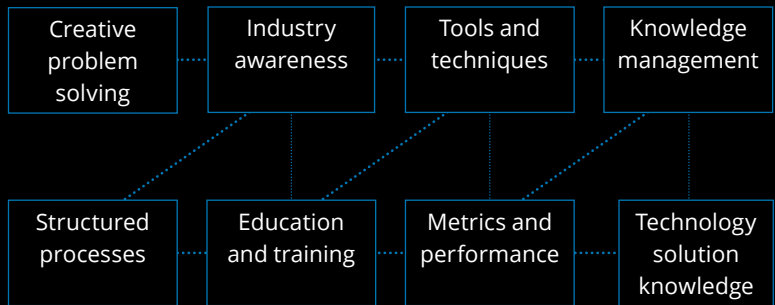 Creative
problem
solving
Industry
awareness
Tools and
techniques
Knowledge
management
Structured
processes
Education
and training
Metrics and
performance
Technology
solution
knowledge